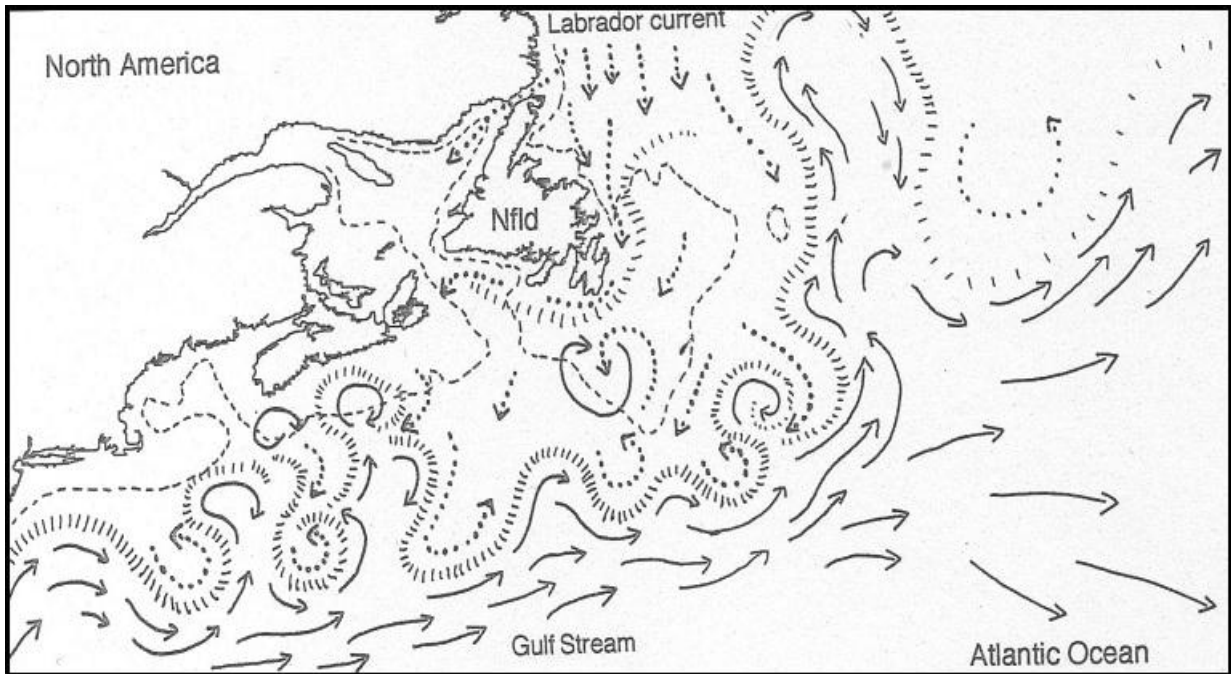 Labrador current
North America
Nfld
Gulf Stream
Atlantic Ocean